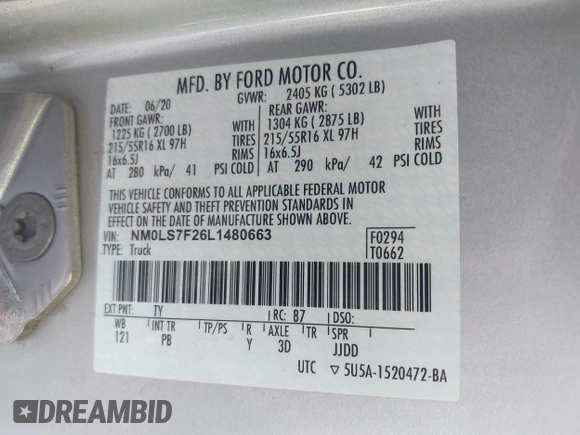 MFD. BY FORD MOTOR CO.
DATE: 06/20 GVWR: 2405 KG ( 5302 LB)
FRONT GAWR: REAR GAWR:
1225 KG ( 2700 LB) WITH 1304 KG ( 2875 LB) WITH
215/55R16 XL 97H TIRES 215/55R16 XL 97H TIRES
16x6.5J RIMS 16x6.5J RIMS
AT 280 kPa/ 41 PSI COLD AT 290 kPa/ 42 PSI COLD
THIS VEHICLE CONFORMS TO ALL APPLICABLE FEDERAL MOTOR
VEHICLE SAFETY AND THEFT PREVENTION STANDARDS IN
EFFECT ON THE DATE OF MANUFACTURE SHOWN ABOVE.
VIN: NM0LS7F26L1480663 F0294
TYPE: Truck T0662
EXT PNT: TY RC: 87 DSO:
WB INT TR TP/PS R AXLE TR SPR
121 PB Y 3D JJDD
UTC ▽ 5U5A-1520472-BA
DREAMBID